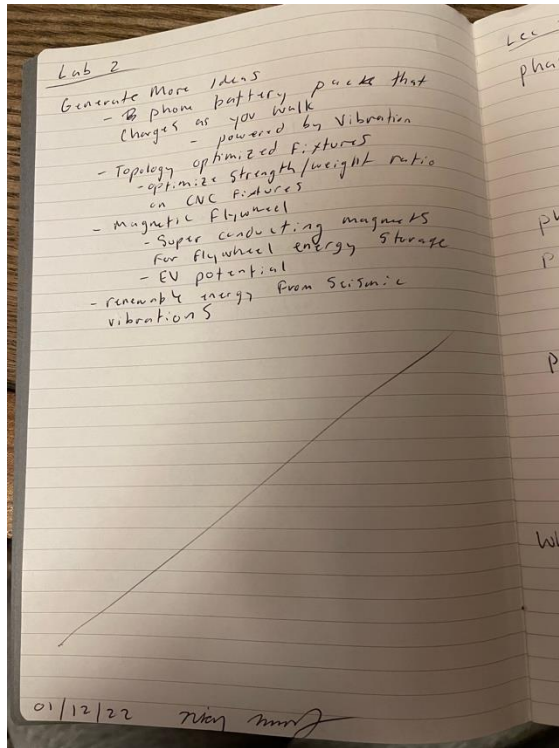 Lab 2
Generate More Ideas
- B phone battery pack that
Charges as you walk
- powered by Vibration
- Topology optimized fixtures
- optimize Strength/weight ratio
on CNC fixtures
- Magnetic Flywheel
- Super conducting magnets
for flywheel energy storage
- EV potential
- renewable energy from Seismic
vibrations
01/12/22
Lec
pha
ph
P
P
Wh